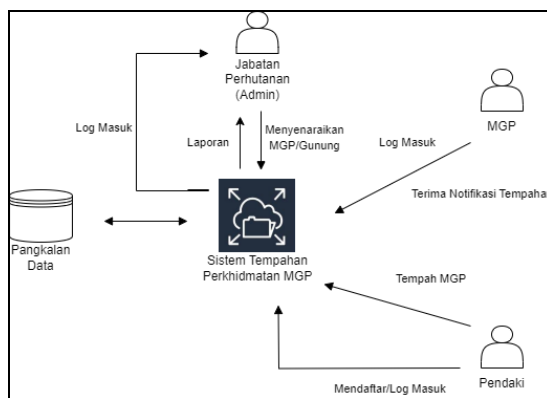 Jabatan
Perhutanan
(Admin)
MGP
Log Masuk
Laporan
Menyenaraikan
MGP/Gunung
Log Masuk
Terima Notifikasi Tempaha
Pangkalan
Data
Sistem Tempahan
Perkhidmatan MGP
Tempah MGP
Pendaki
Mendaftar/Log Masuk